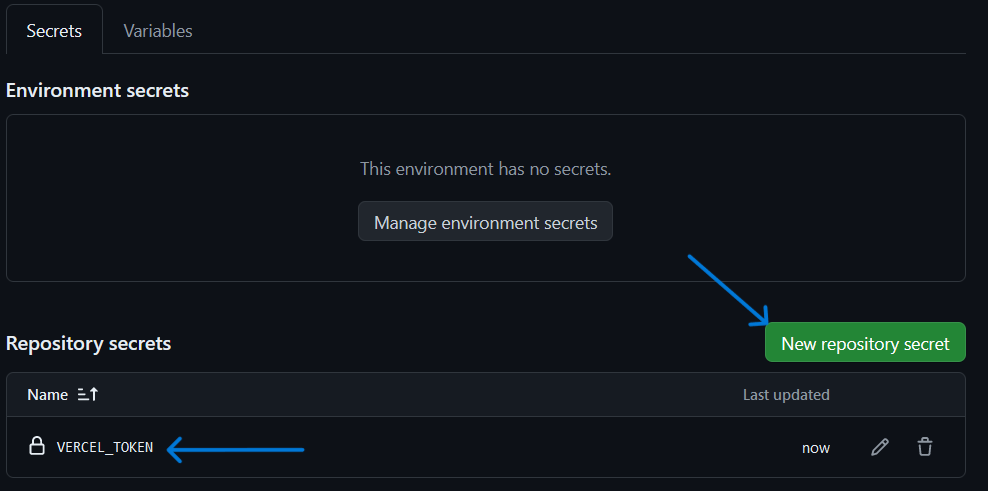 Secrets Variables
Environment secrets
This environment has no secrets.
Manage environment secrets
Repository secrets New repository secret
Name Last updated
VERCEL_TOKEN now